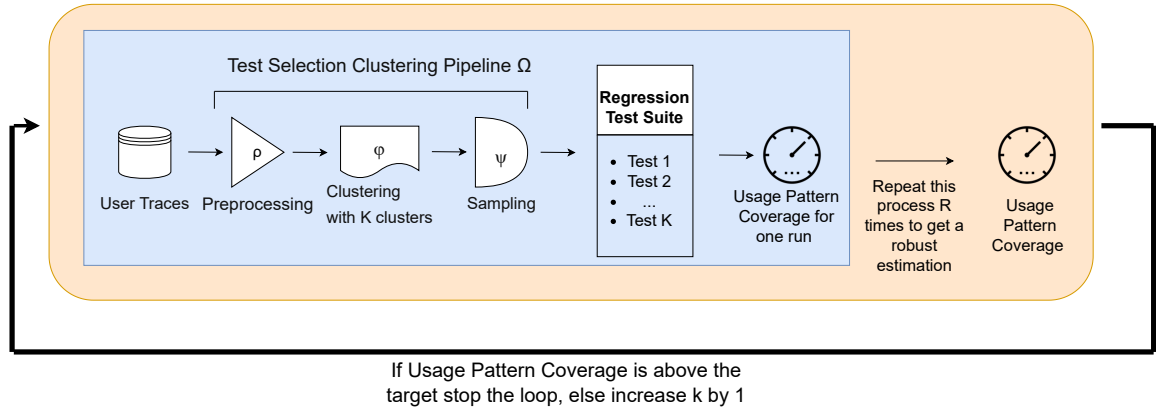 Test Selection Clustering Pipeline Ω
ρ
φ
ψ
User Traces
Preprocessing
Clustering
with K clusters
Sampling
Regression
Test Suite
• Test 1
• Test 2
• ...
• Test K
...
Usage Pattern
Coverage for
one run
Repeat this
process R
times to get a
robust
estimation
...
Usage
Pattern
Coverage
If Usage Pattern Coverage is above the
target stop the loop, else increase k by 1